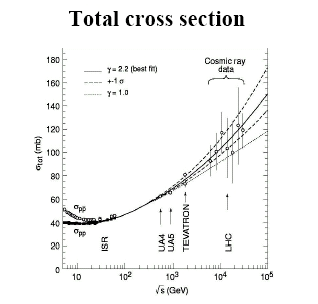 Total cross section
γ = 2.2 (best fit)
+-1 σ
γ = 1.0
Cosmic ray
data
180
160
140
120
100
80
60
40
20
0
σtot (mb)
σpp̄
σpp
ISR
UA4
UA5
TEVATRON
LHC
10
10²
10³
10⁴
10⁵
√s (GeV)